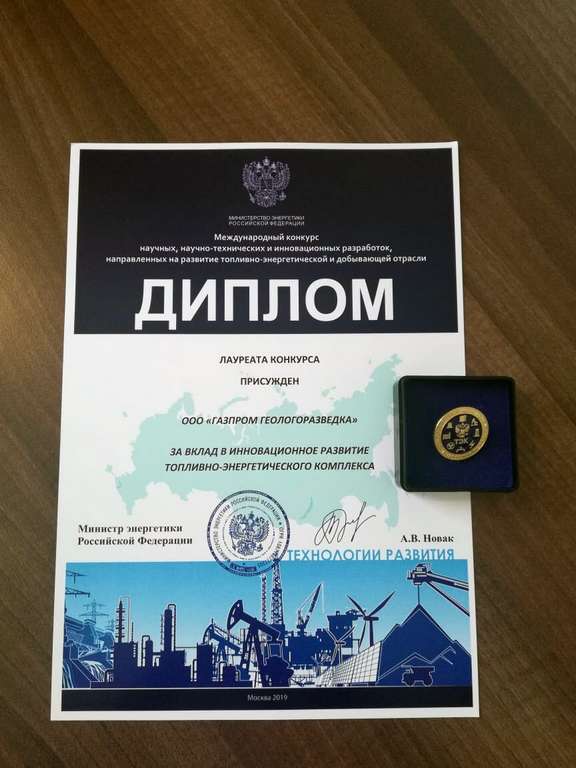 МИНИСТЕРСТВО ЭНЕРГЕТИКИ
РОССИЙСКОЙ ФЕДЕРАЦИИ
Международный конкурс
научных, научно-технических и инновационных разработок,
направленных на развитие топливно-энергетической и добывающей отрасли
ДИПЛОМ
ЛАУРЕАТА КОНКУРСА
ПРИСУЖДЕН
ООО «ГАЗПРОМ ГЕОЛОГОРАЗВЕДКА»
ЗА ВКЛАД В ИННОВАЦИОННОЕ РАЗВИТИЕ
ТОПЛИВНО-ЭНЕРГЕТИЧЕСКОГО КОМПЛЕКСА
Министр энергетики
Российской Федерации
А.В. Новак
ТЕХНОЛОГИИ РАЗВИТИЯ
Москва 2019
ТЭК